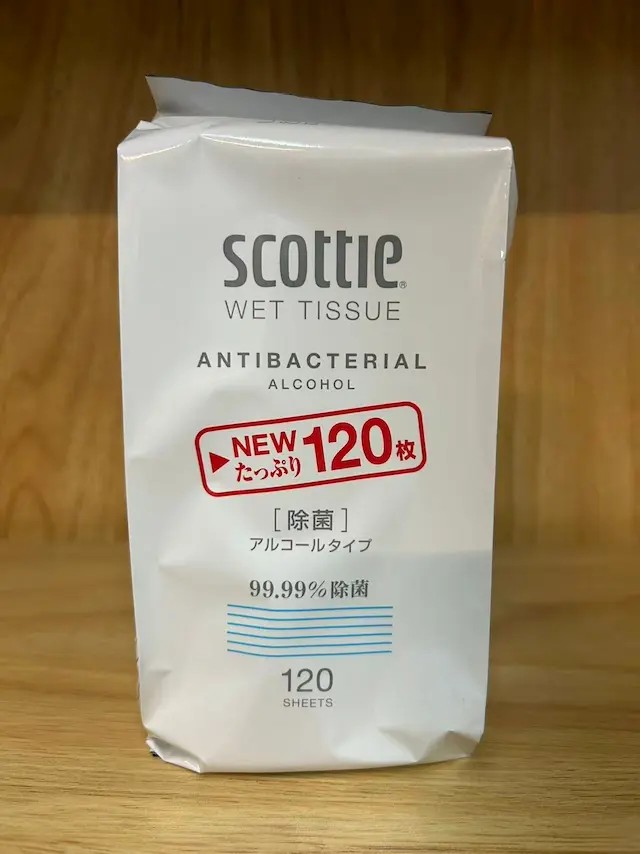 scottie®
WET TISSUE
ANTIBACTERIAL
ALCOHOL
▶NEW
たっぷり
120枚
[除菌]
アルコールタイプ
99.99%除菌
120
SHEETS